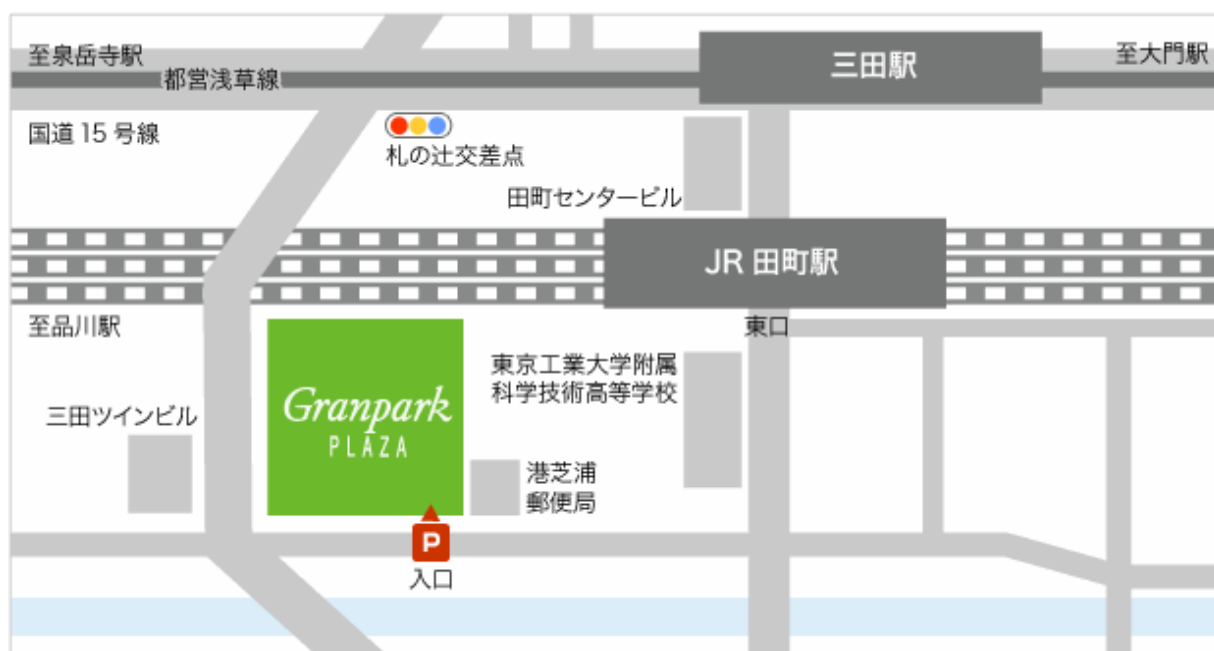 至泉岳寺駅
都営浅草線
三田駅
至大門駅
国道15号線
札の辻交差点
田町センタービル
JR 田町駅
至品川駅
東口
東京工業大学附属
科学技術高等学校
Granpark
PLAZA
三田ツインビル
港芝浦
郵便局
P
入口